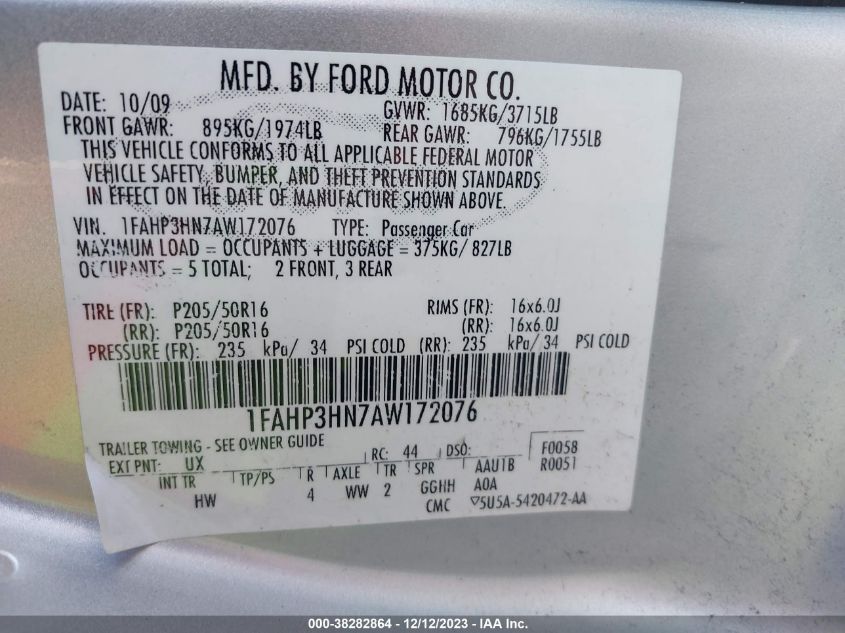 MFD. BY FORD MOTOR CO.
DATE: 10/09 GVWR: 1685KG/3715LB
FRONT GAWR: 895KG/1974LB REAR GAWR: 796KG/1755LB
THIS VEHICLE CONFORMS TO ALL APPLICABLE FEDERAL MOTOR
VEHICLE SAFETY, BUMPER, AND THEFT PREVENTION STANDARDS
IN EFFECT ON THE DATE OF MANUFACTURE SHOWN ABOVE.
VIN: 1FAHP3HN7AW172076 TYPE: Passenger Car
MAXIMUM LOAD = OCCUPANTS + LUGGAGE = 375KG/ 827LB
OCCUPANTS = 5 TOTAL; 2 FRONT, 3 REAR
TIRE (FR): P205/50R16 RIMS (FR): 16x6.0J
(RR): P205/50R16 (RR): 16x6.0J
PRESSURE (FR): 235 kPa/ 34 PSI COLD (RR): 235 kPa/ 34 PSI COLD
1FAHP3HN7AW172076
TRAILER TOWING - SEE OWNER GUIDE
EXT PNT: UX RC: 44 DSO: F0058
INT TR TP/PS R AXLE TR SPR AAU1B R0051
HW 4 WW 2 GGHH A0A
CMC ▽5U5A-5420472-AA
000-38282864 - 12/12/2023 - IAA Inc.